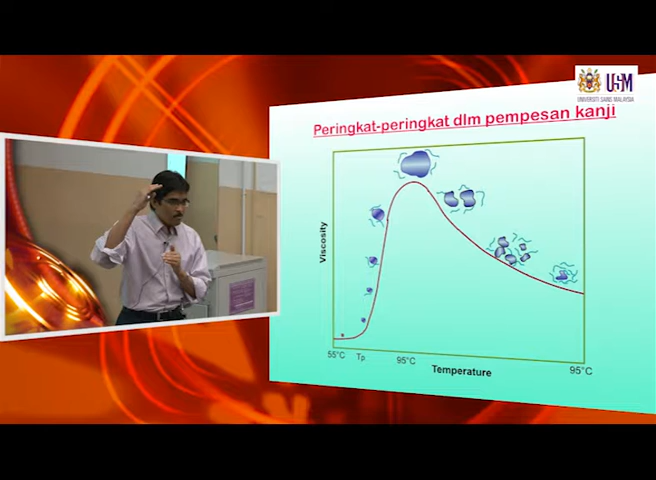 USM
UNIVERSITI SAINS MALAYSIA
Peringkat-peringkat dlm pempesan kanji
Viscosity
55°C Tp. 95°C 95°C
Temperature